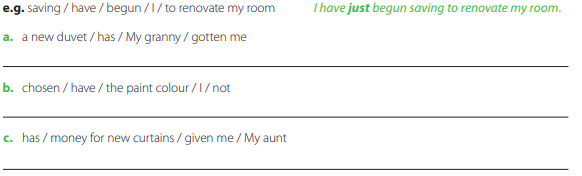 e.g. saving / have / begun / I / to renovate my room I have just begun saving to renovate my room.
a. a new duvet / has / My granny / gotten me
b. chosen / have / the paint colour / I / not
c. has / money for new curtains / given me / My aunt